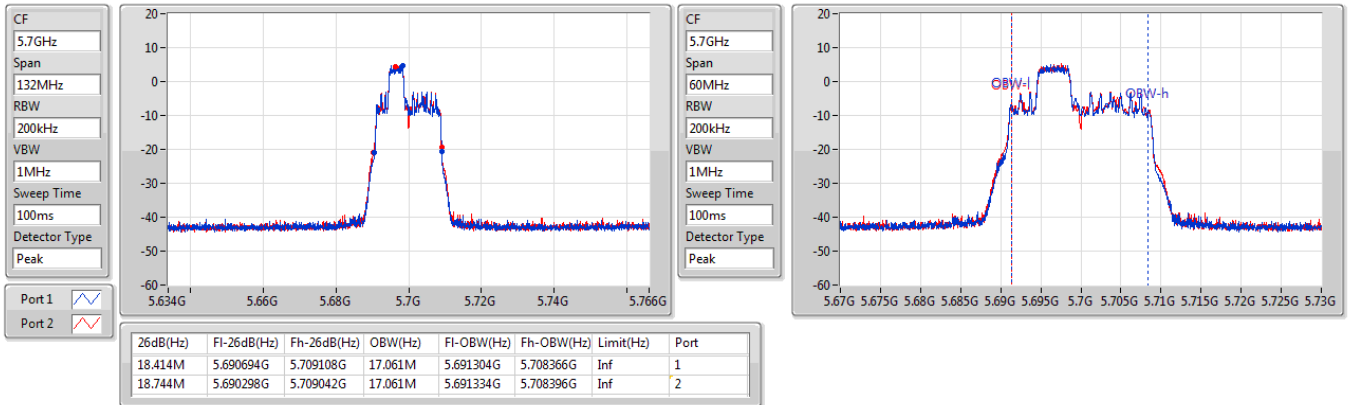 CF
5.7GHz
Span
132MHz
RBW
200kHz
VBW
1MHz
Sweep Time
100ms
Detector Type
Peak
Port 1
Port 2
20
10
0
-10
-20
-30
-40
-50
-60
5.634G 5.66G 5.68G 5.7G 5.72G 5.74G 5.766G
CF
5.7GHz
Span
60MHz
RBW
200kHz
VBW
1MHz
Sweep Time
100ms
Detector Type
Peak
20
10
0
-10
-20
-30
-40
-50
-60
OBW-l
OBW-h
5.67G 5.675G 5.68G 5.685G 5.69G 5.695G 5.7G 5.705G 5.71G 5.715G 5.72G 5.725G 5.73G
26dB(Hz) Fl-26dB(Hz) Fh-26dB(Hz) OBW(Hz) Fl-OBW(Hz) Fh-OBW(Hz) Limit(Hz) Port
18.414M 5.690694G 5.709108G 17.061M 5.691304G 5.708366G Inf 1
18.744M 5.690298G 5.709042G 17.061M 5.691334G 5.708396G Inf 2